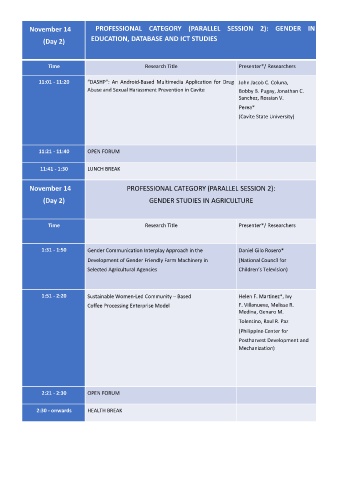 November 14
(Day 2)
PROFESSIONAL CATEGORY (PARALLEL SESSION 2): GENDER IN
EDUCATION, DATABASE AND ICT STUDIES
Time
Research Title
Presenter*/ Researchers
11:01 - 11:20
"DASHP": An Android-Based Multimedia Application for Drug
Abuse and Sexual Harassment Prevention in Cavite
John Jacob C. Coluna,
Bobby B. Pugay, Jonathan C.
Sanchez, Rossian V.
Perea*
(Cavite State University)
11:21 - 11:40
OPEN FORUM
11:41 - 1:30
LUNCH BREAK
November 14
(Day 2)
PROFESSIONAL CATEGORY (PARALLEL SESSION 2):
GENDER STUDIES IN AGRICULTURE
Time
Research Title
Presenter*/ Researchers
1:31 - 1:50
Gender Communication Interplay Approach in the
Development of Gender Friendly Farm Machinery in
Selected Agricultural Agencies
Daniel Gilo Rosero*
(National Council for
Children's Television)
1:51 - 2:20
Sustainable Women-Led Community – Based
Coffee Processing Enterprise Model
Helen F. Martinez*, Ivy
F. Villanueva, Melissa R.
Medina, Genaro M.
Tolentino, Raul R. Paz
(Philippine Center for
Postharvest Development and
Mechanization)
2:21 - 2:30
OPEN FORUM
2:30 - onwards
HEALTH BREAK